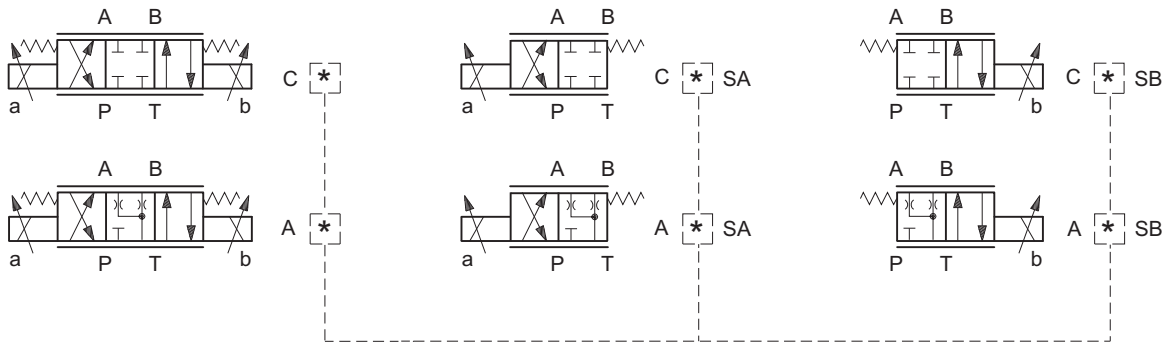 A B A B A B
C * C * SA C * SB
a P T b a P T P T b
A B A B A B
A * A * SA A * SB
a P T b a P T P T b